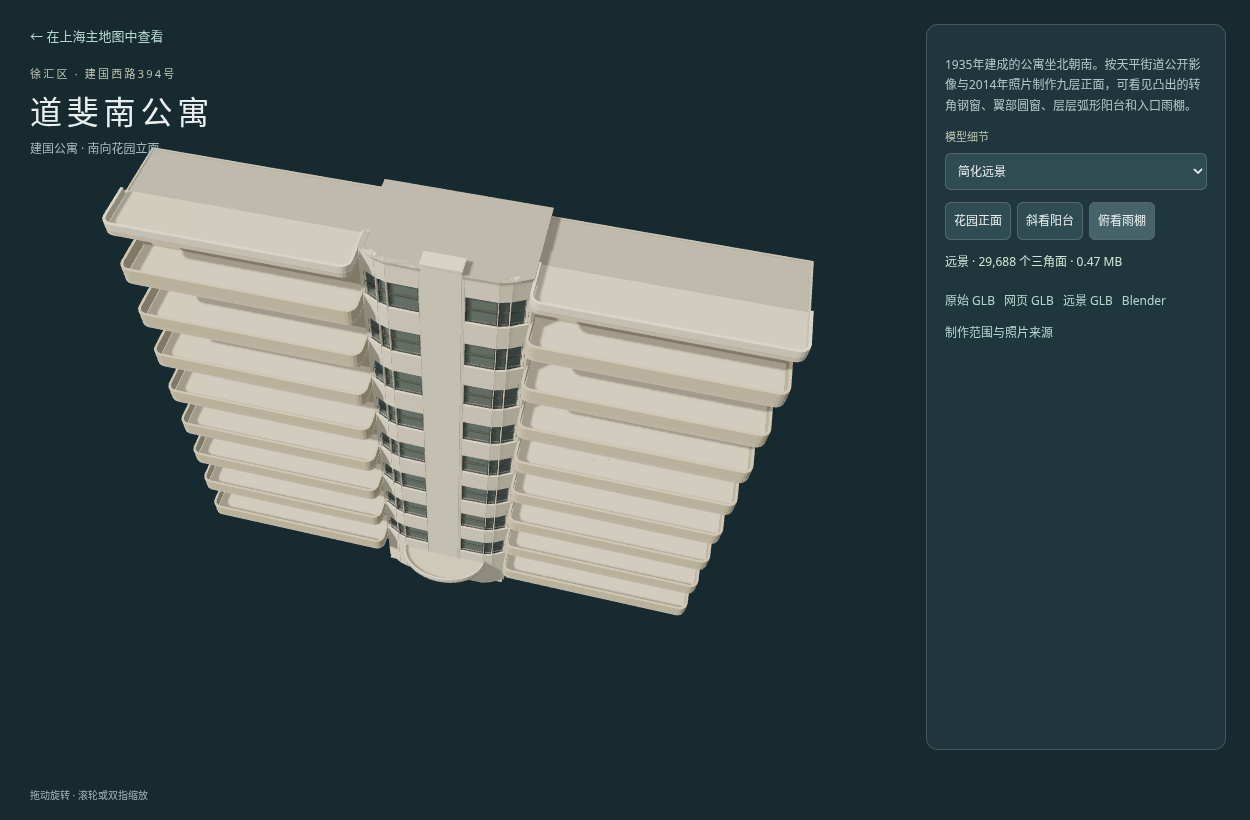 ← 在上海主地图中查看
徐汇区 · 建国西路394号
道斐南公寓
建国公寓 · 南向花园立面
1935年建成的公寓坐北朝南。按天平街道公开影
像与2014年照片制作九层正面，可看见凸出的转
角钢窗、翼部圆窗、层层弧形阳台和入口雨棚。
模型细节
简化远景
花园正面 斜看阳台 俯看雨棚
远景 · 29,688 个三角面 · 0.47 MB
原始 GLB 网页 GLB 远景 GLB Blender
制作范围与照片来源
拖动旋转 · 滚轮或双指缩放